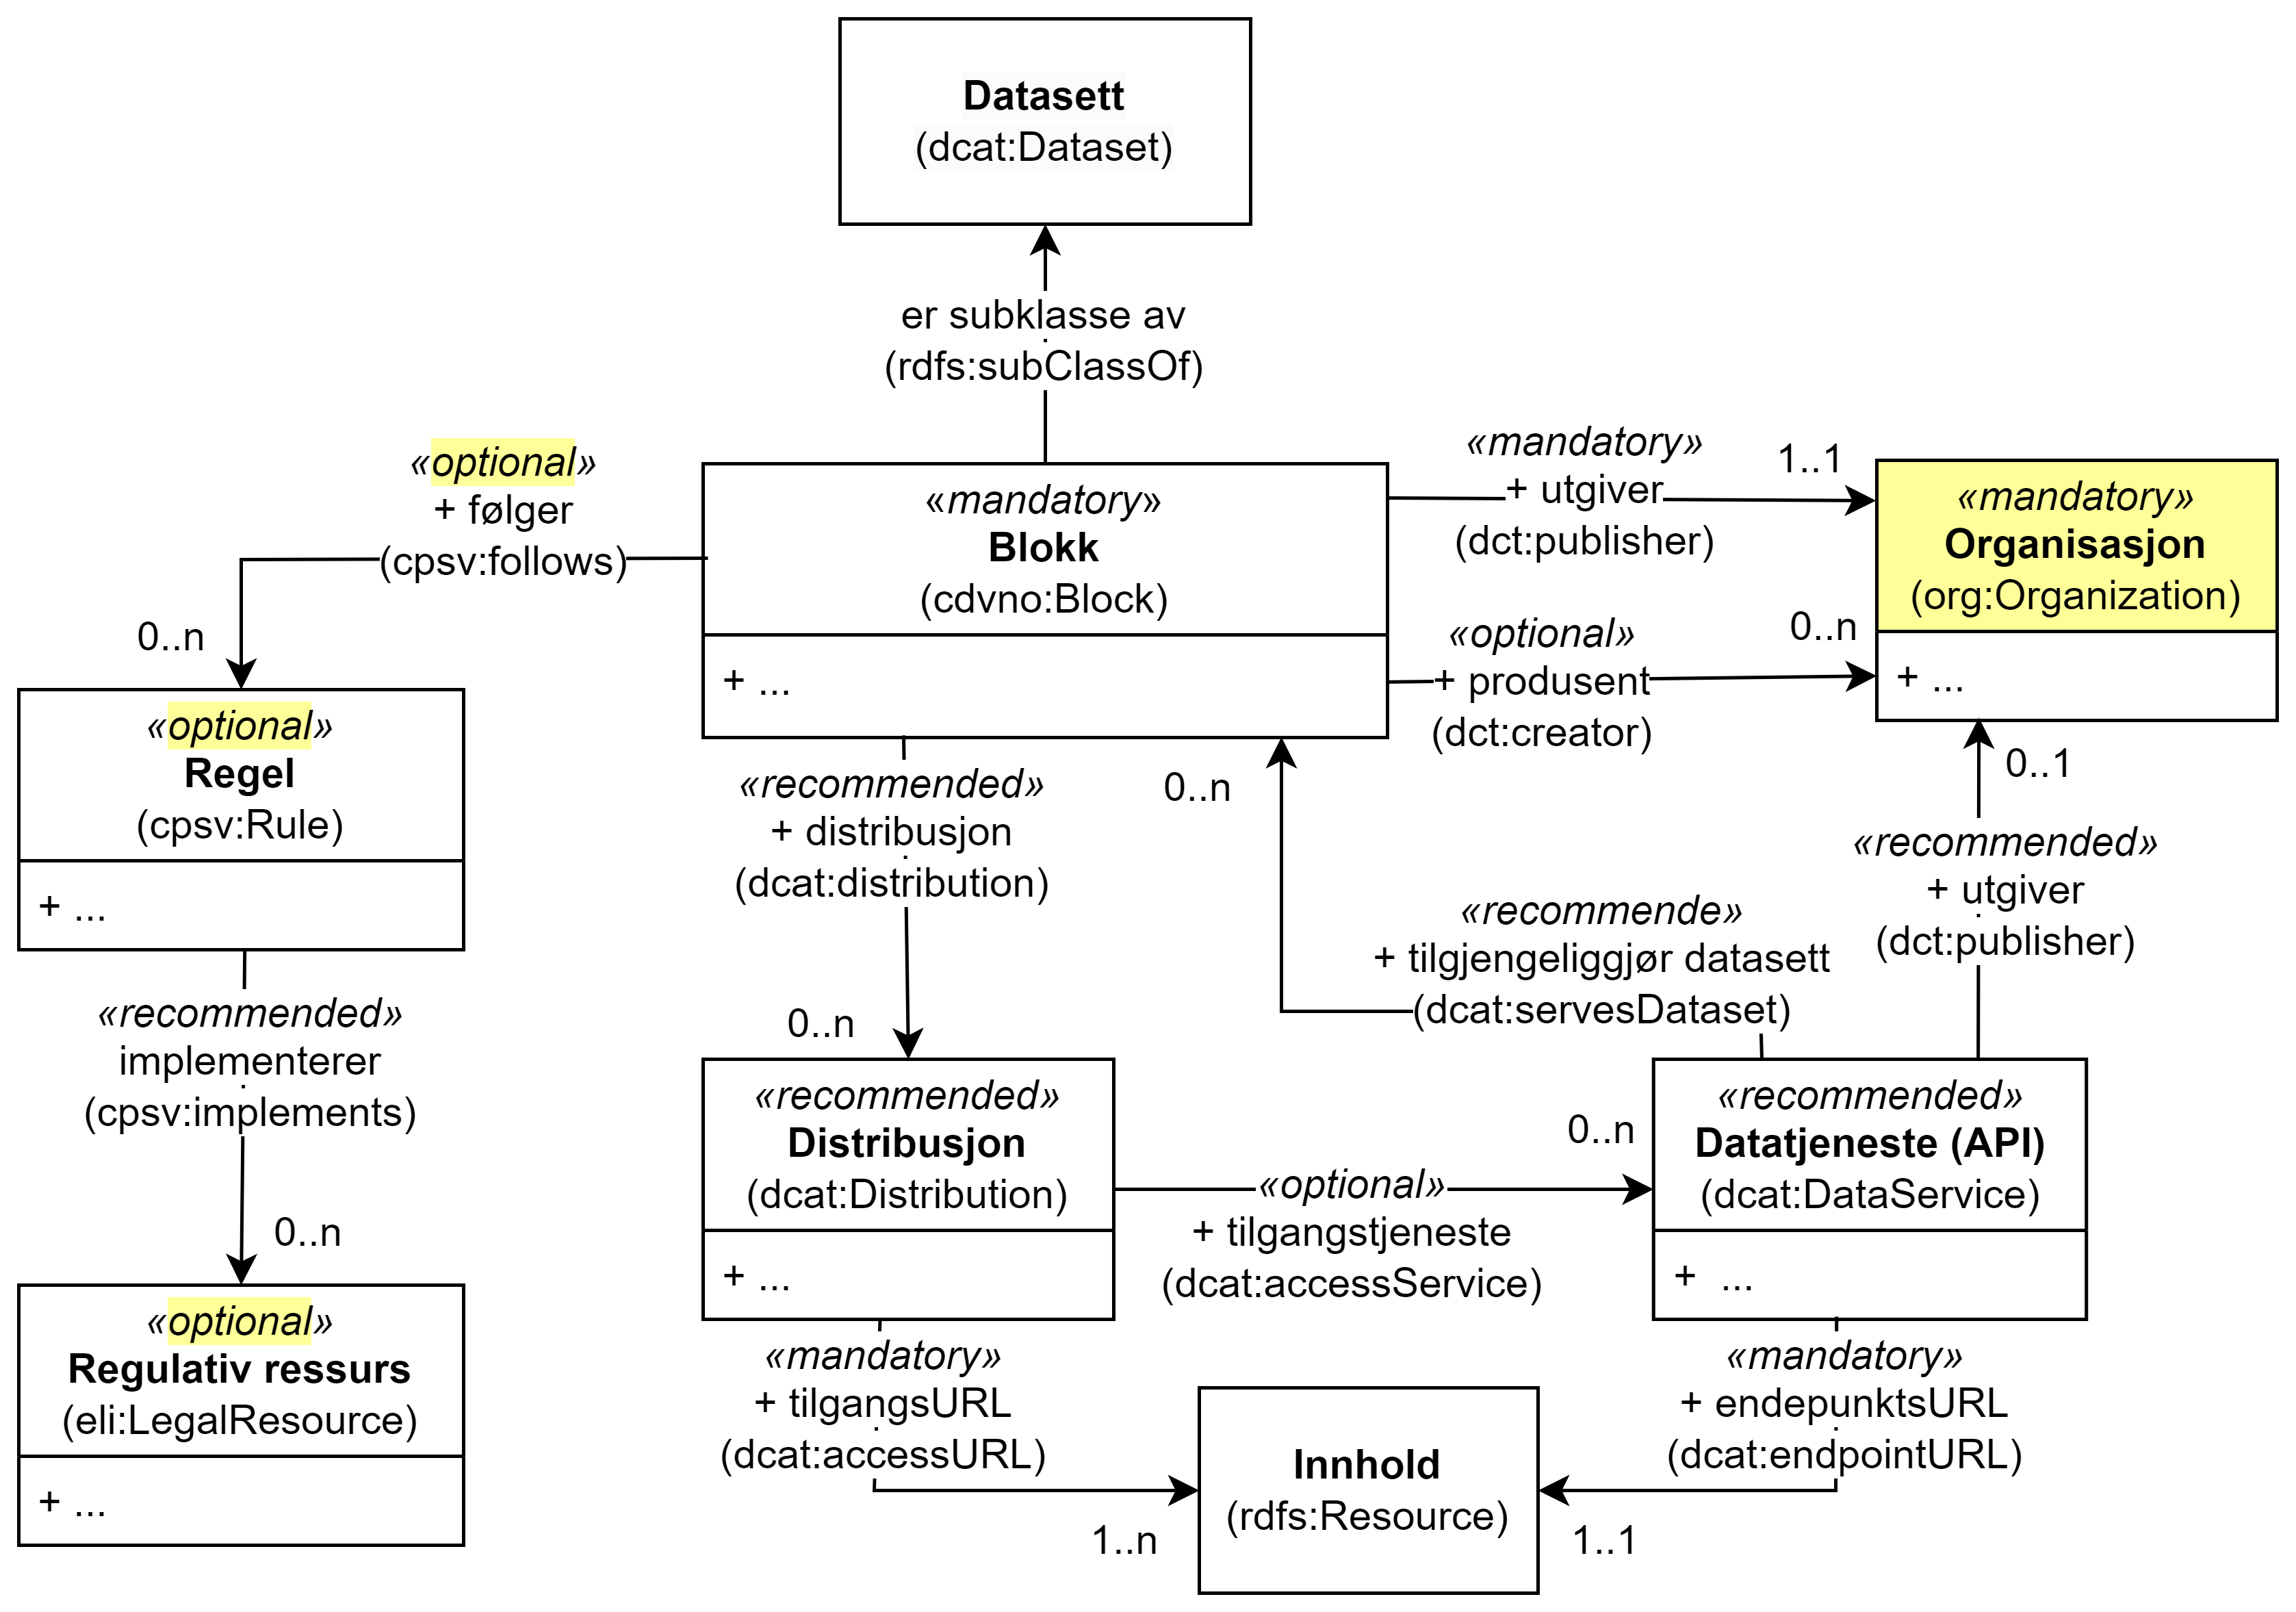 Datasett
(dcat:Dataset)
er subklasse av
(rdfs:subClassOf)
«optional»
+ følger
(cpsv:follows)
0..n
«mandatory»
Blokk
(cdvno:Block)
+ ...
«mandatory»
+ utgiver
(dct:publisher)
1..1
«optional»
+ produsent
(dct:creator)
0..n
«mandatory»
Organisasjon
(org:Organization)
+ ...
«optional»
Regel
(cpsv:Rule)
+ ...
«recommended»
+ distribusjon
(dcat:distribution)
0..n
0..n
«recommende»
+ tilgjengeliggjør datasett
(dcat:servesDataset)
0..1
«recommended»
+ utgiver
(dct:publisher)
«recommended»
implementerer
(cpsv:implements)
0..n
«recommended»
Distribusjon
(dcat:Distribution)
+ ...
«optional»
+ tilgangstjeneste
(dcat:accessService)
0..n
«recommended»
Datatjeneste (API)
(dcat:DataService)
+ ...
«optional»
Regulativ ressurs
(eli:LegalResource)
+ ...
«mandatory»
+ tilgangsURL
(dcat:accessURL)
1..n
Innhold
(rdfs:Resource)
«mandatory»
+ endepunktsURL
(dcat:endpointURL)
1..1